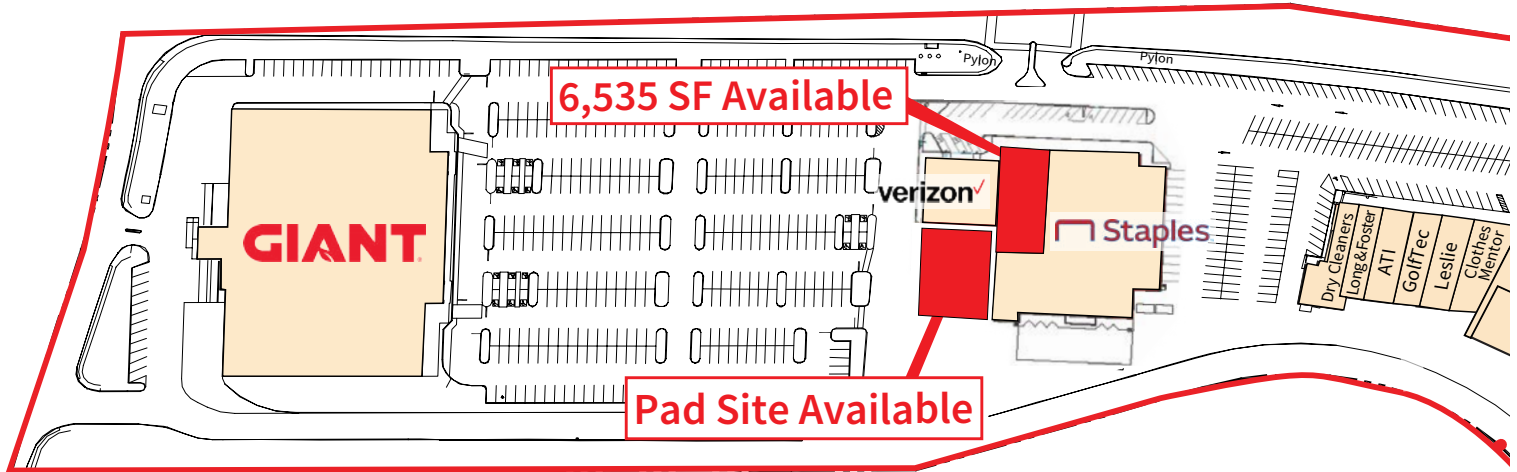 Pylon
Pylon
6,535 SF Available
verizon
GIANT
Staples
Dry Cleaners
Long&Foster
ATI
GolfTec
Leslie
Clothes
Mentor
Pad Site Available